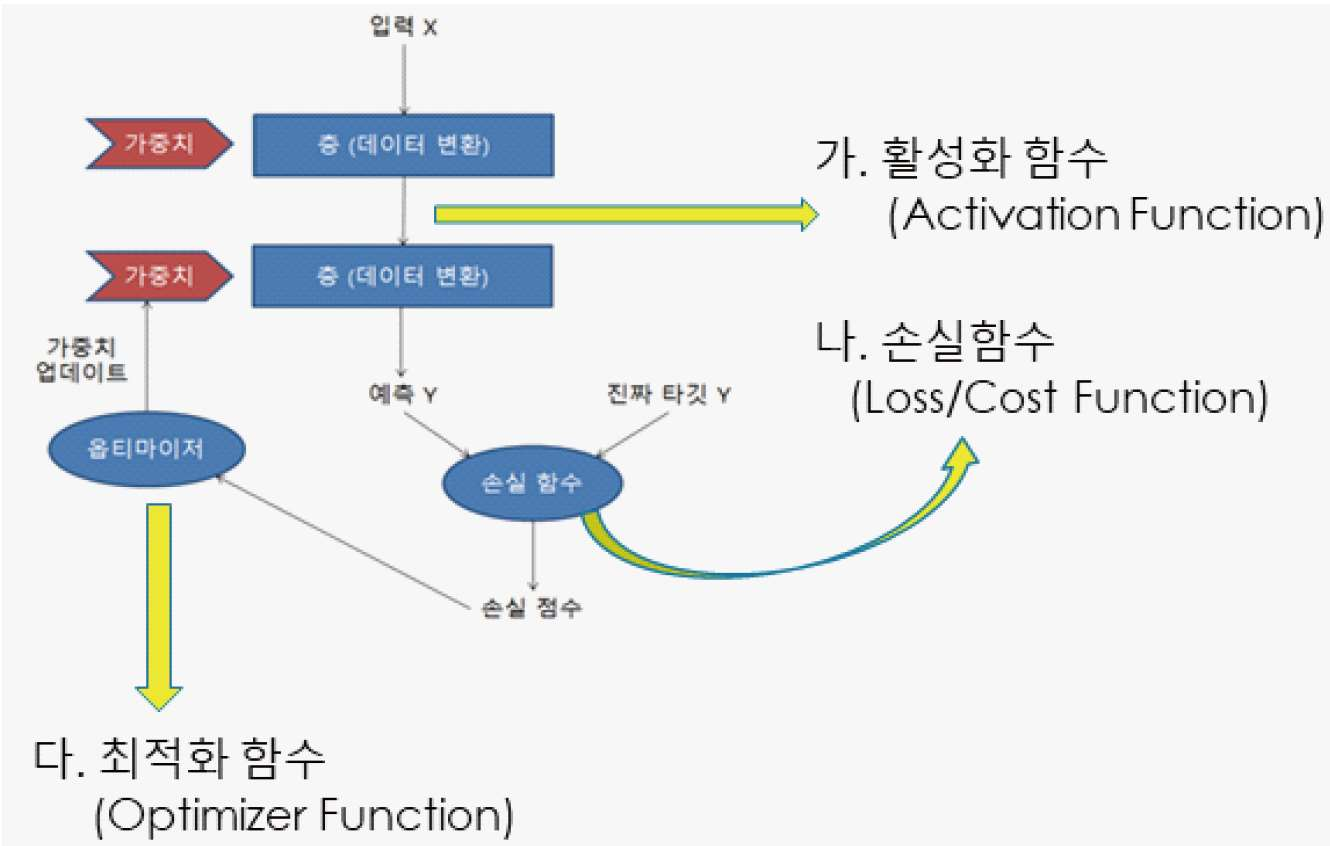 입력 X
가중치
층 (데이터 변환)
가. 활성화 함수
(Activation Function)
가중치
층 (데이터 변환)
가중치
업데이트
나. 손실함수
(Loss/Cost Function)
예측 Y
진짜 타깃 Y
옵티마이저
손실 함수
손실 점수
다. 최적화 함수
(Optimizer Function)